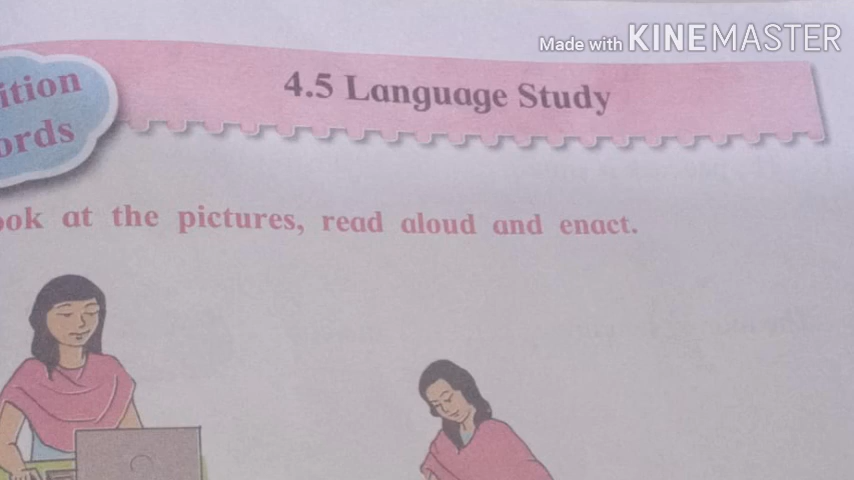 Made with KINEMASTER
4.5 Language Study
ition
ords
ook at the pictures, read aloud and enact.